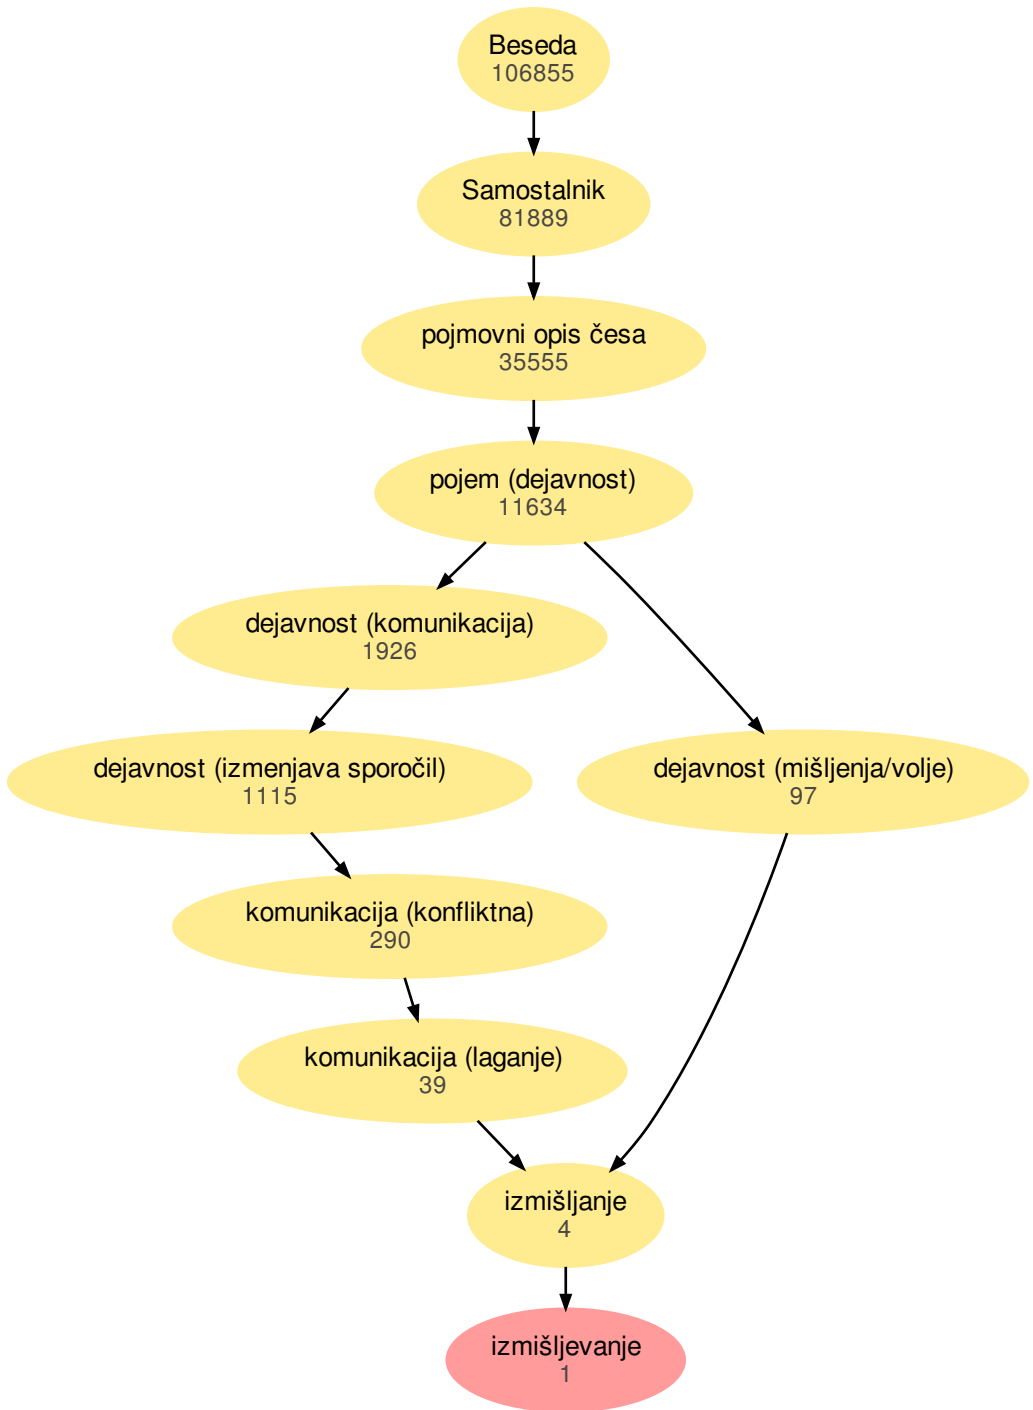 Beseda
106855
Samostalnik
81889
pojmovni opis česa
35555
pojem (dejavnost)
11634
dejavnost (komunikacija)
1926
dejavnost (izmenjava sporočil)
1115
dejavnost (mišljenja/volje)
97
komunikacija (konfliktna)
290
komunikacija (laganje)
39
izmišljanje
4
izmišljevanje
1